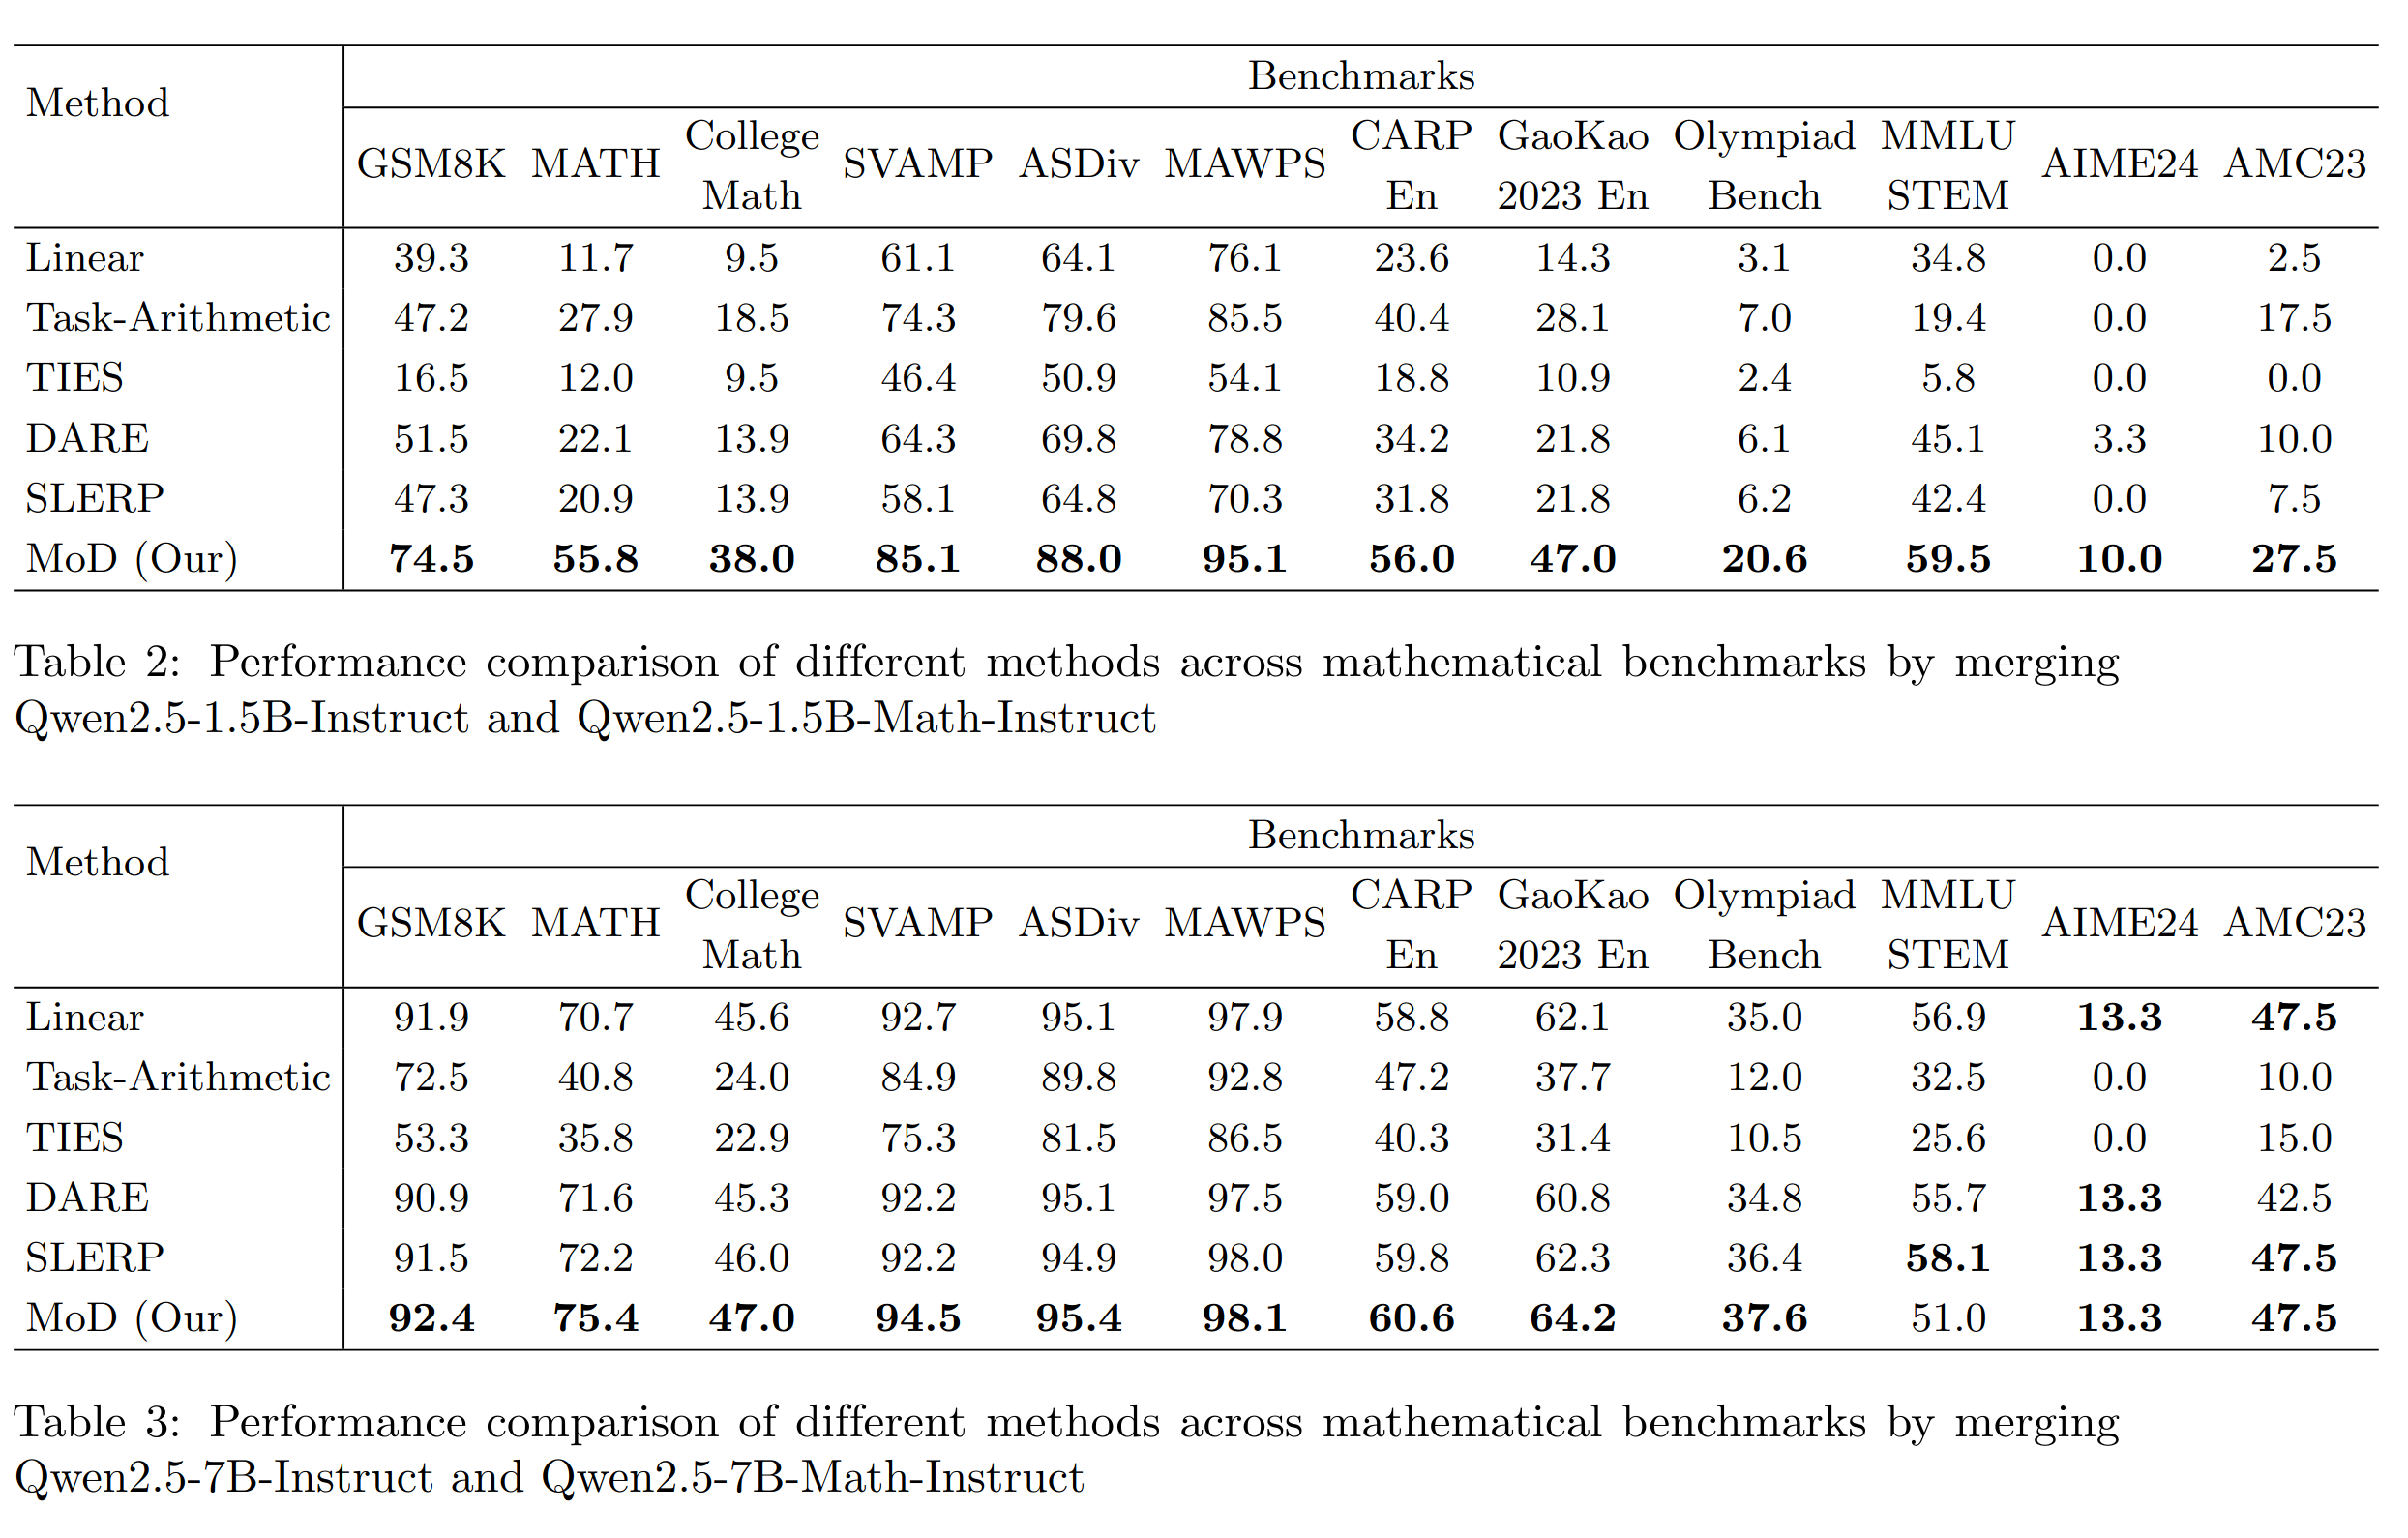 Benchmarks
Method
GSM8K MATH College Math SVAMP ASDiv MAWPS CARP En GaoKao 2023 En Olympiad Bench MMLU STEM AIME24 AMC23
Linear 39.3 11.7 9.5 61.1 64.1 76.1 23.6 14.3 3.1 34.8 0.0 2.5
Task-Arithmetic 47.2 27.9 18.5 74.3 79.6 85.5 40.4 28.1 7.0 19.4 0.0 17.5
TIES 16.5 12.0 9.5 46.4 50.9 54.1 18.8 10.9 2.4 5.8 0.0 0.0
DARE 51.5 22.1 13.9 64.3 69.8 78.8 34.2 21.8 6.1 45.1 3.3 10.0
SLERP 47.3 20.9 13.9 58.1 64.8 70.3 31.8 21.8 6.2 42.4 0.0 7.5
MoD (Our) 74.5 55.8 38.0 85.1 88.0 95.1 56.0 47.0 20.6 59.5 10.0 27.5
Table 2: Performance comparison of different methods across mathematical benchmarks by merging
Qwen2.5-1.5B-Instruct and Qwen2.5-1.5B-Math-Instruct
Benchmarks
Method
GSM8K MATH College Math SVAMP ASDiv MAWPS CARP En GaoKao 2023 En Olympiad Bench MMLU STEM AIME24 AMC23
Linear 91.9 70.7 45.6 92.7 95.1 97.9 58.8 62.1 35.0 56.9 13.3 47.5
Task-Arithmetic 72.5 40.8 24.0 84.9 89.8 92.8 47.2 37.7 12.0 32.5 0.0 10.0
TIES 53.3 35.8 22.9 75.3 81.5 86.5 40.3 31.4 10.5 25.6 0.0 15.0
DARE 90.9 71.6 45.3 92.2 95.1 97.5 59.0 60.8 34.8 55.7 13.3 42.5
SLERP 91.5 72.2 46.0 92.2 94.9 98.0 59.8 62.3 36.4 58.1 13.3 47.5
MoD (Our) 92.4 75.4 47.0 94.5 95.4 98.1 60.6 64.2 37.6 51.0 13.3 47.5
Table 3: Performance comparison of different methods across mathematical benchmarks by merging
Qwen2.5-7B-Instruct and Qwen2.5-7B-Math-Instruct